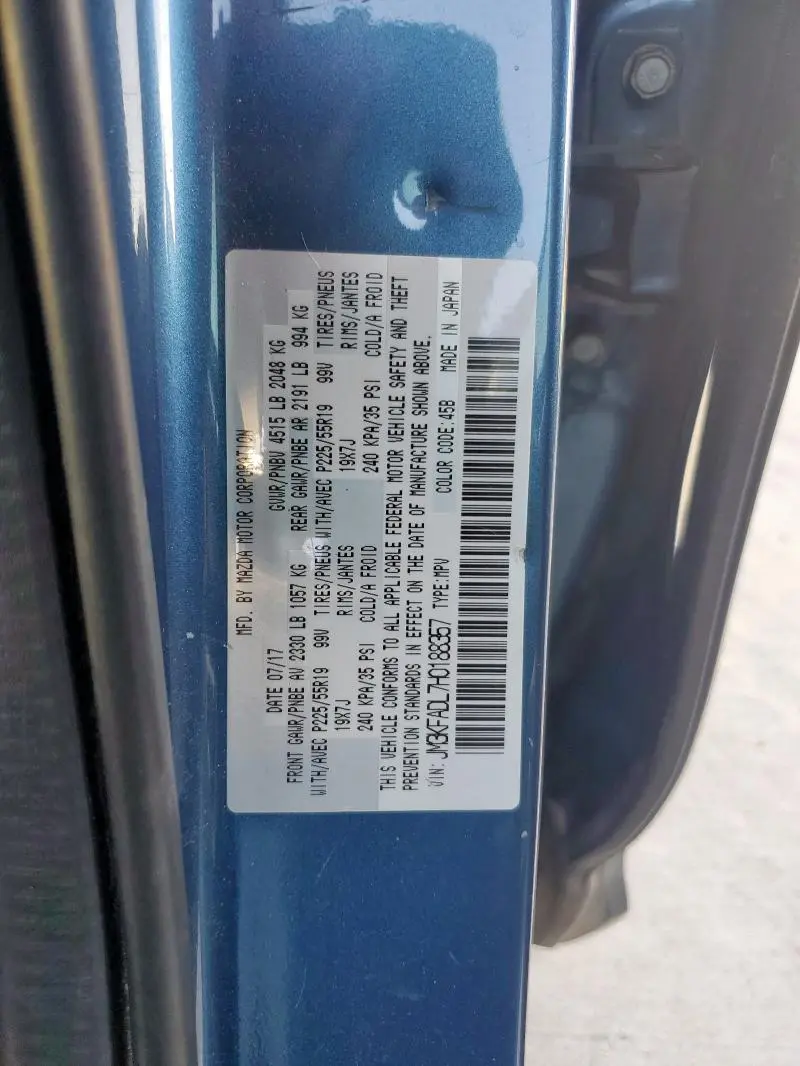 MFD. BY MAZDA MOTOR CORPORATION
DATE 07/17 GVWR/PNBV 4515 LB 2048 KG
FRONT GAWR/PNBE AV 2330 LB 1057 KG REAR GAWR/PNBE AR 2191 LB 994 KG
WITH/AVEC P225/55R19 99V TIRES/PNEUS WITH/AVEC P225/55R19 99V TIRES/PNEUS
19X7J RIMS/JANTES 19X7J RIMS/JANTES
240 KPA/35 PSI COLD/A FROID 240 KPA/35 PSI COLD/A FROID
THIS VEHICLE CONFORMS TO ALL APPLICABLE FEDERAL MOTOR VEHICLE SAFETY AND THEFT
PREVENTION STANDARDS IN EFFECT ON THE DATE OF MANUFACTURE SHOWN ABOVE.
VIN: JM3KFADL7H0188367 TYPE:MPV COLOR CODE:45B MADE IN JAPAN